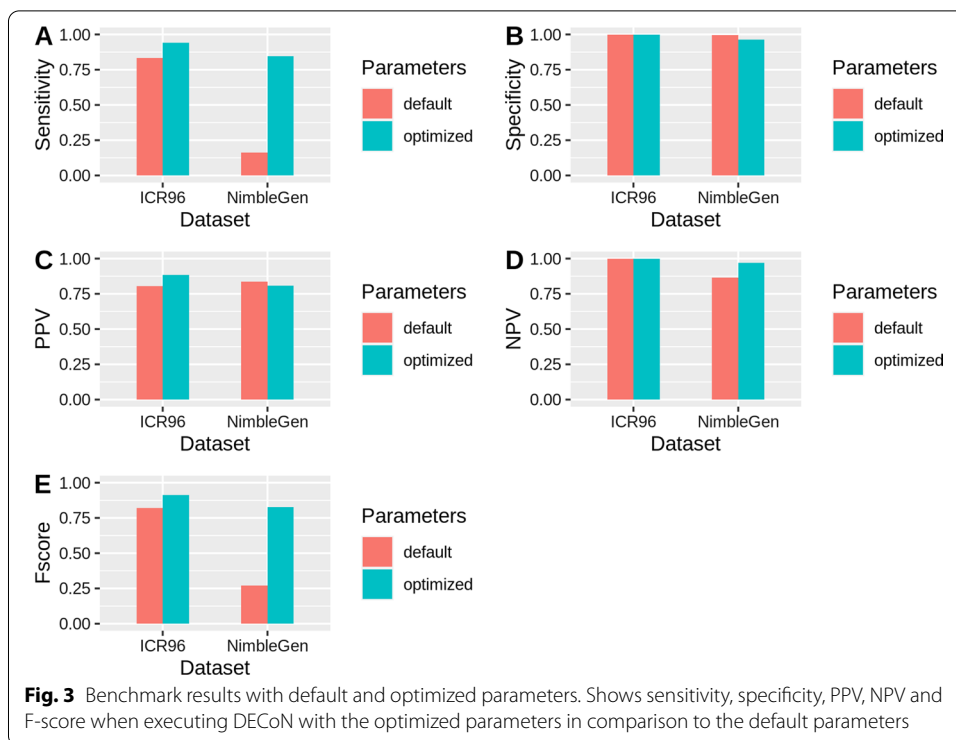 A
1.00
0.75
0.50
0.25
0.00
Sensitivity
ICR96 NimbleGen
Dataset
Parameters
default
optimized
B
1.00
0.75
0.50
0.25
0.00
Specificity
ICR96 NimbleGen
Dataset
Parameters
default
optimized
C
1.00
0.75
0.50
0.25
0.00
PPV
ICR96 NimbleGen
Dataset
Parameters
default
optimized
D
1.00
0.75
0.50
0.25
0.00
NPV
ICR96 NimbleGen
Dataset
Parameters
default
optimized
E
1.00
0.75
0.50
0.25
0.00
Fscore
ICR96 NimbleGen
Dataset
Parameters
default
optimized
Fig. 3 Benchmark results with default and optimized parameters. Shows sensitivity, specificity, PPV, NPV and
F-score when executing DECoN with the optimized parameters in comparison to the default parameters